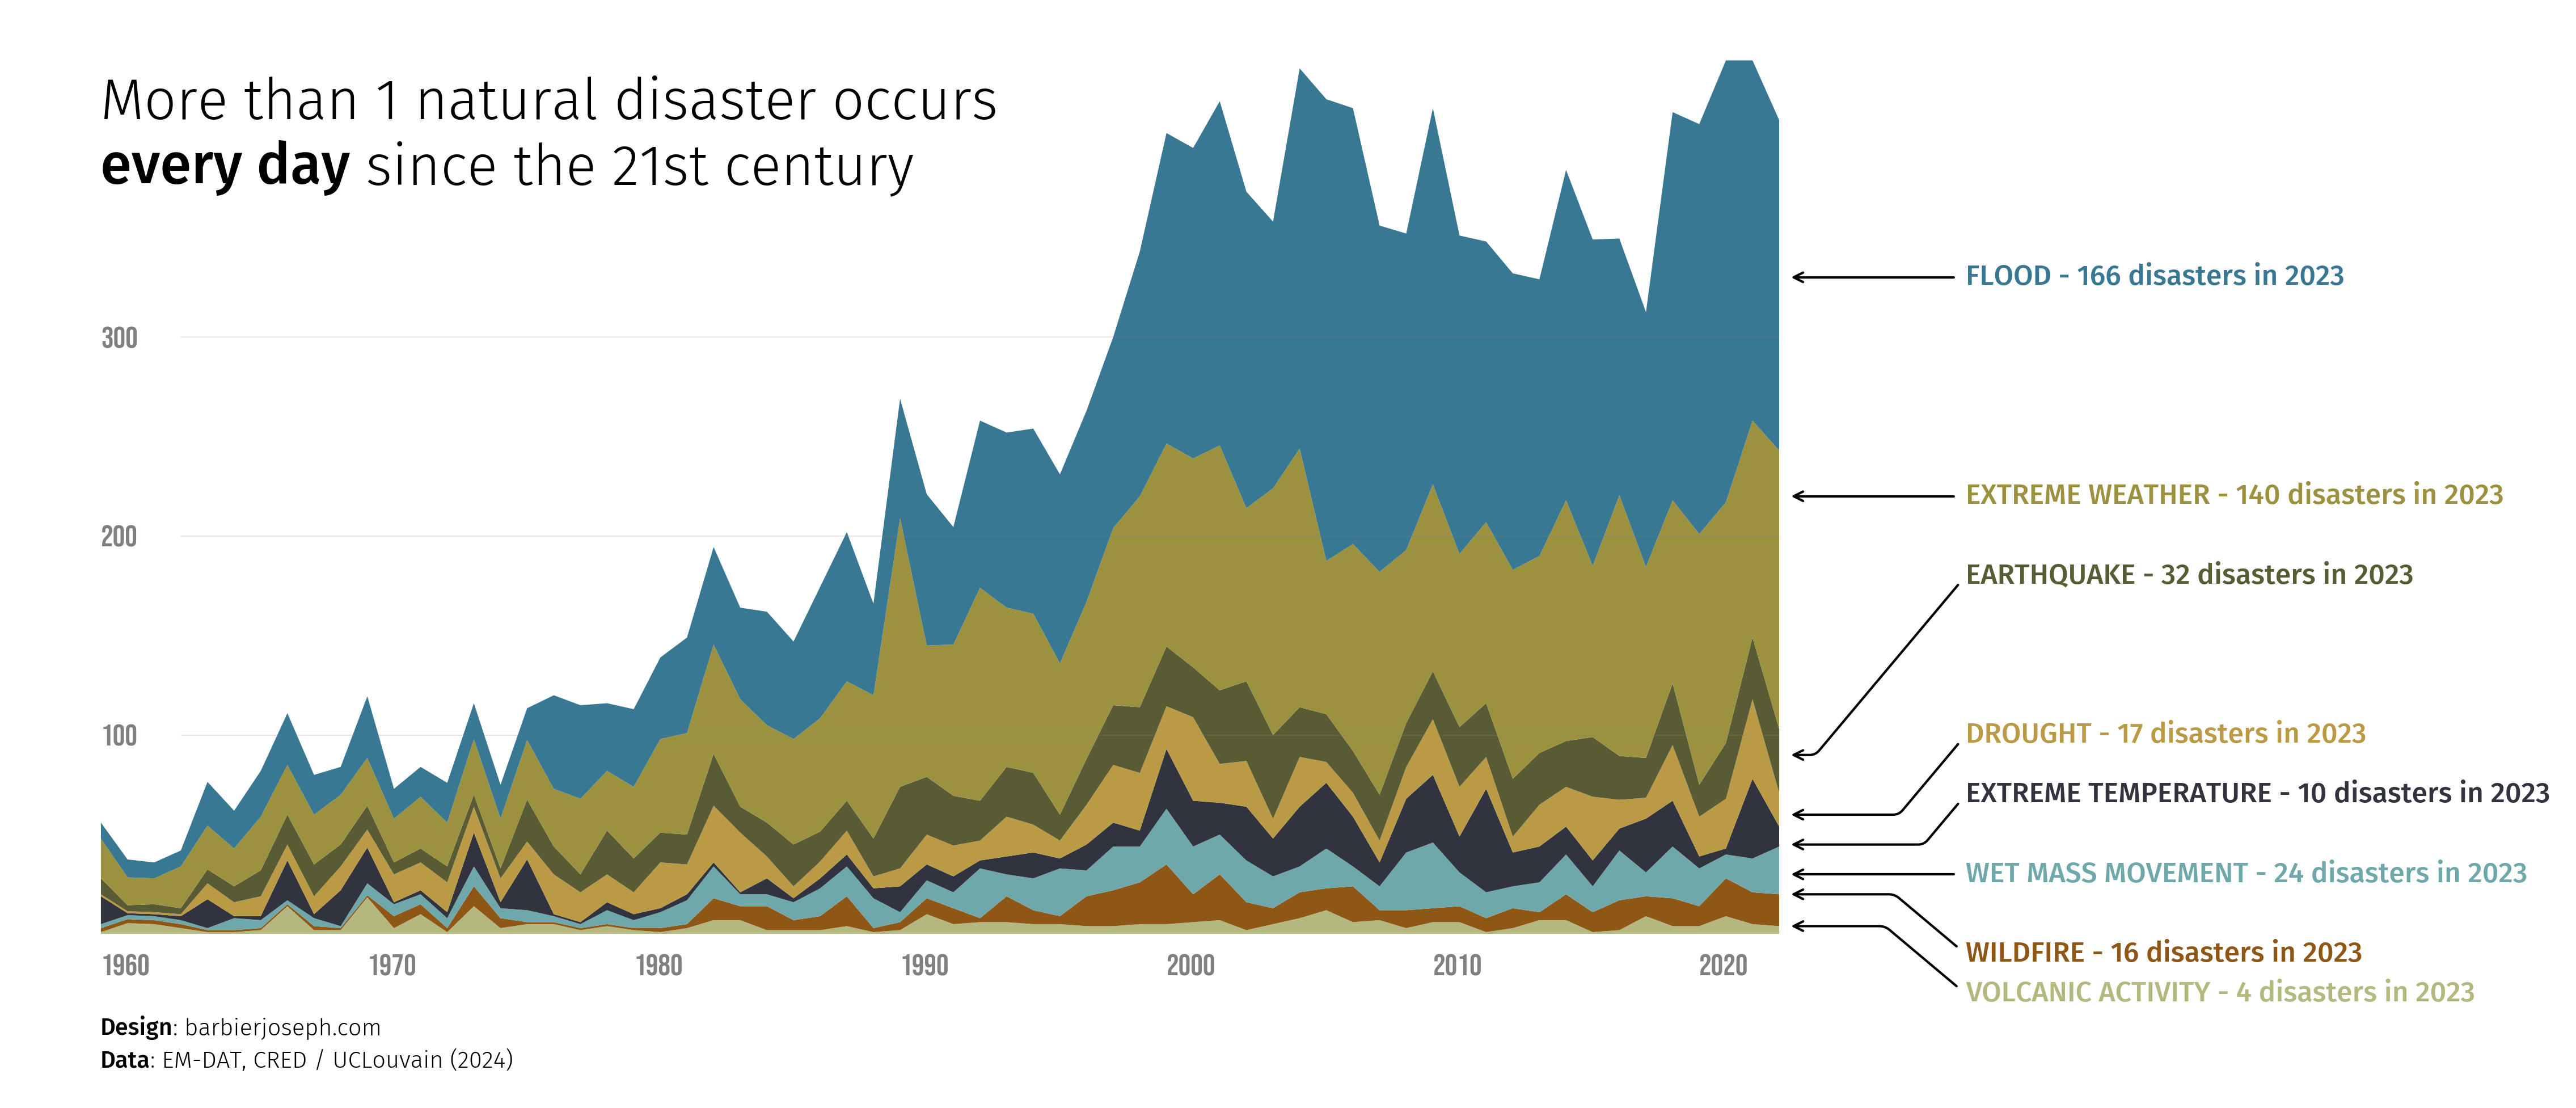 More than 1 natural disaster occurs
every day since the 21st century
300
200
100
FLOOD - 166 disasters in 2023
EXTREME WEATHER - 140 disasters in 2023
EARTHQUAKE - 32 disasters in 2023
DROUGHT - 17 disasters in 2023
EXTREME TEMPERATURE - 10 disasters in 2023
WET MASS MOVEMENT - 24 disasters in 2023
WILDFIRE - 16 disasters in 2023
VOLCANIC ACTIVITY - 4 disasters in 2023
1960 1970 1980 1990 2000 2010 2020
Design: barbierjoseph.com
Data: EM-DAT, CRED / UCLouvain (2024)